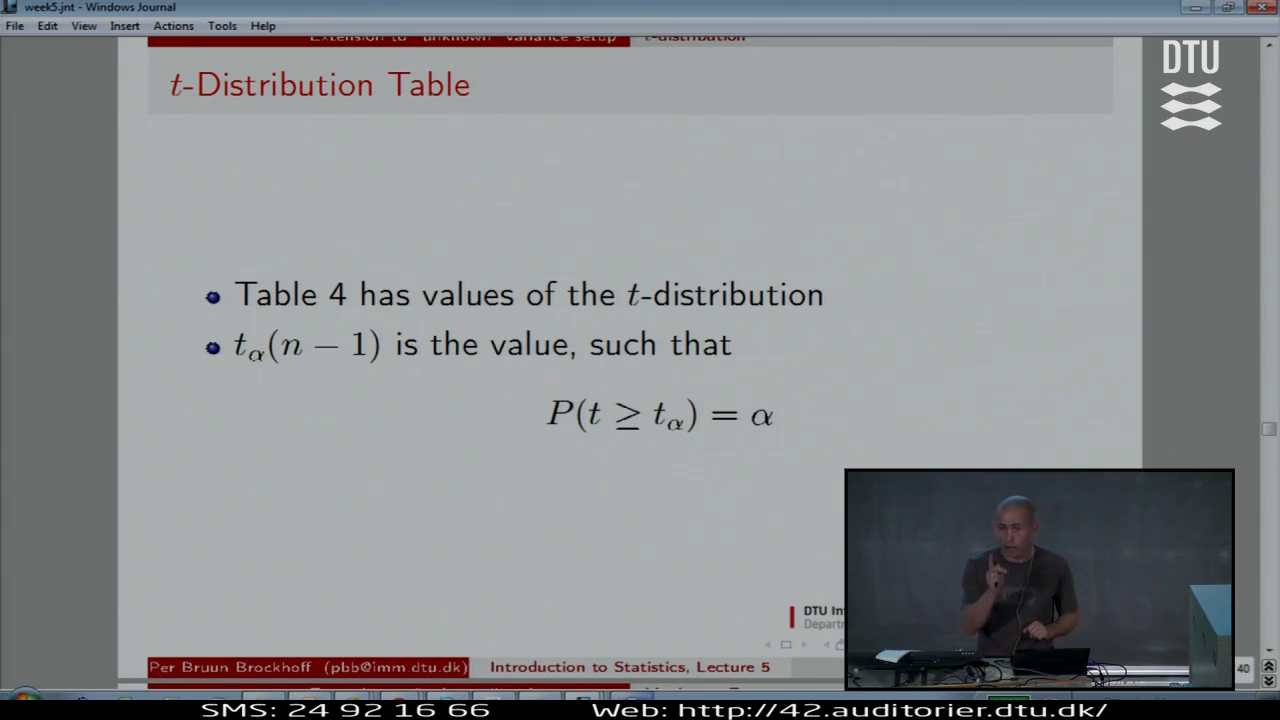 week5.jnt - Windows Journal
File Edit View Insert Actions Tools Help
Extension to "unknown" variance setup t-distribution
DTU
t-Distribution Table
Table 4 has values of the t-distribution
tα(n − 1) is the value, such that
P(t ≥ tα) = α
DTU In
Departm
Per Bruun Brockhoff (pbb@imm.dtu.dk) Introduction to Statistics, Lecture 5
40
SMS: 24 92 16 66 Web: http://42.auditorier.dtu.dk/